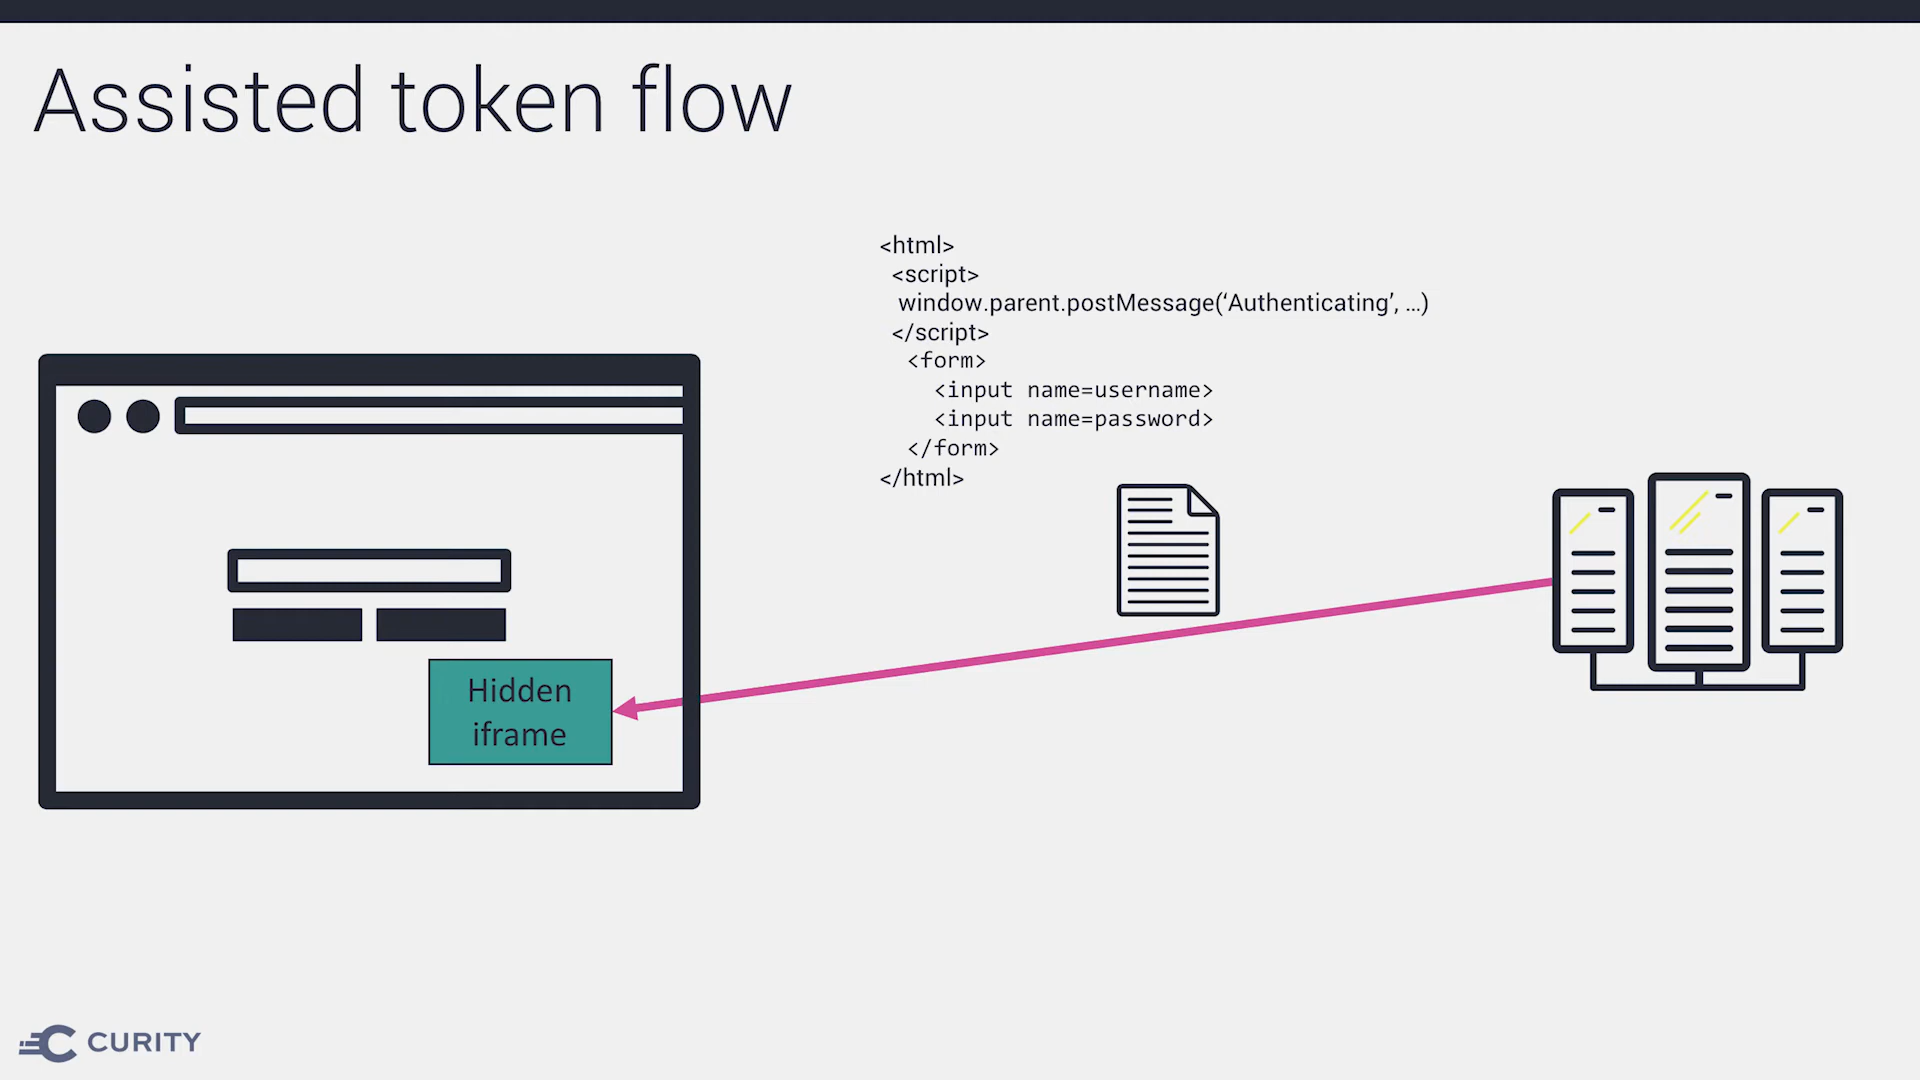 Assisted token flow
<html>
<script>
window.parent.postMessage(‘Authenticating’, …)
</script>
<form>
<input name=username>
<input name=password>
</form>
</html>
Hidden
iframe
CURITY